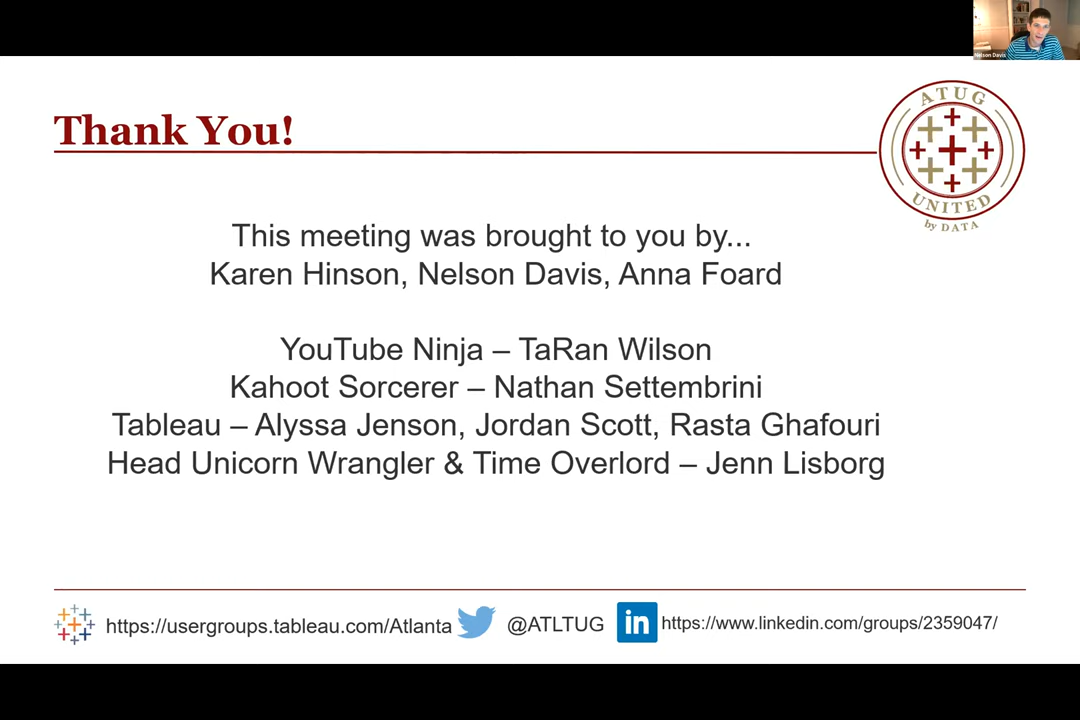 Nelson Davis
Thank You!
ATUG
UNITED
by DATA
This meeting was brought to you by...
Karen Hinson, Nelson Davis, Anna Foard
YouTube Ninja – TaRan Wilson
Kahoot Sorcerer – Nathan Settembrini
Tableau – Alyssa Jenson, Jordan Scott, Rasta Ghafouri
Head Unicorn Wrangler & Time Overlord – Jenn Lisborg
https://usergroups.tableau.com/Atlanta
@ATLTUG
in
https://www.linkedin.com/groups/2359047/